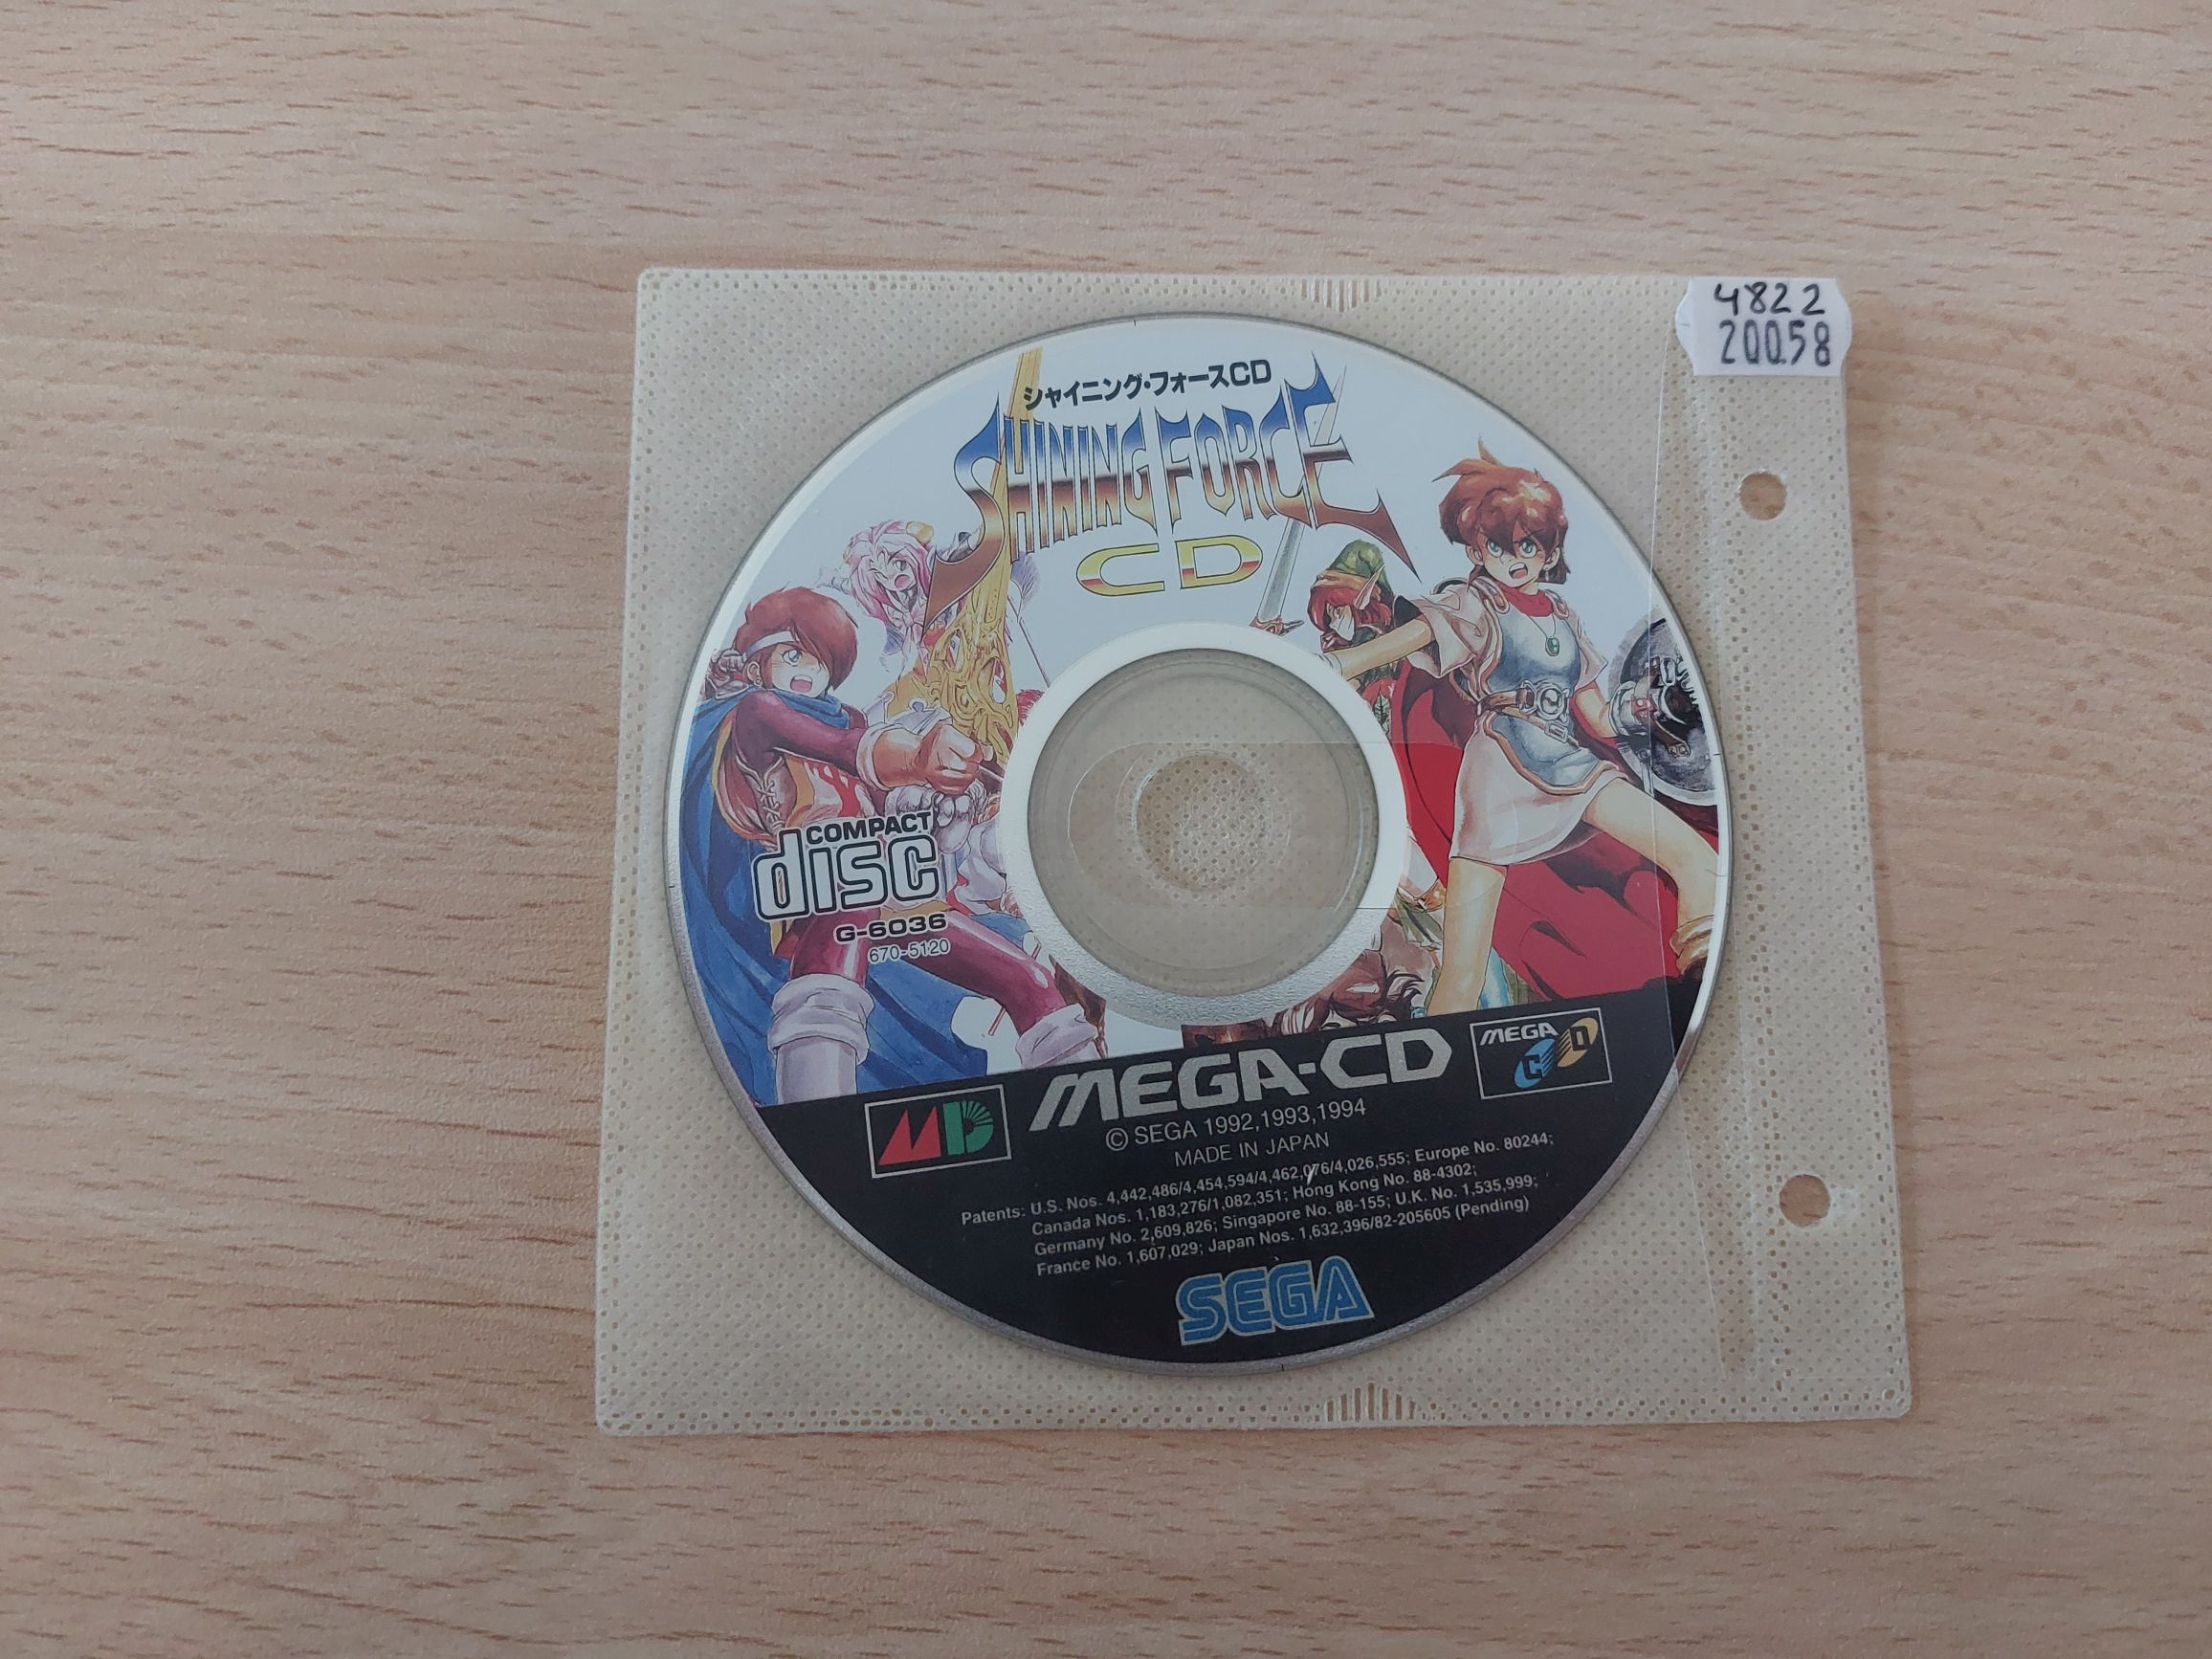 4822
20058
シャイニング・フォースCD
SHINING FORCE
CD
COMPACT
disc
G-6036
670-5120
MEGA-CD
MEGA CD
MD
© SEGA 1992,1993,1994
MADE IN JAPAN
Patents: U.S. Nos. 4,442,486/4,454,594/4,462,076/4,026,555; Europe No. 80244;
Canada Nos. 1,183,276/1,082,351; Hong Kong No. 88-4302;
Germany No. 2,609,826; Singapore No. 88-155; U.K. No. 1,535,999;
France No. 1,607,029; Japan Nos. 1,632,396/82-205605 (Pending)
SEGA